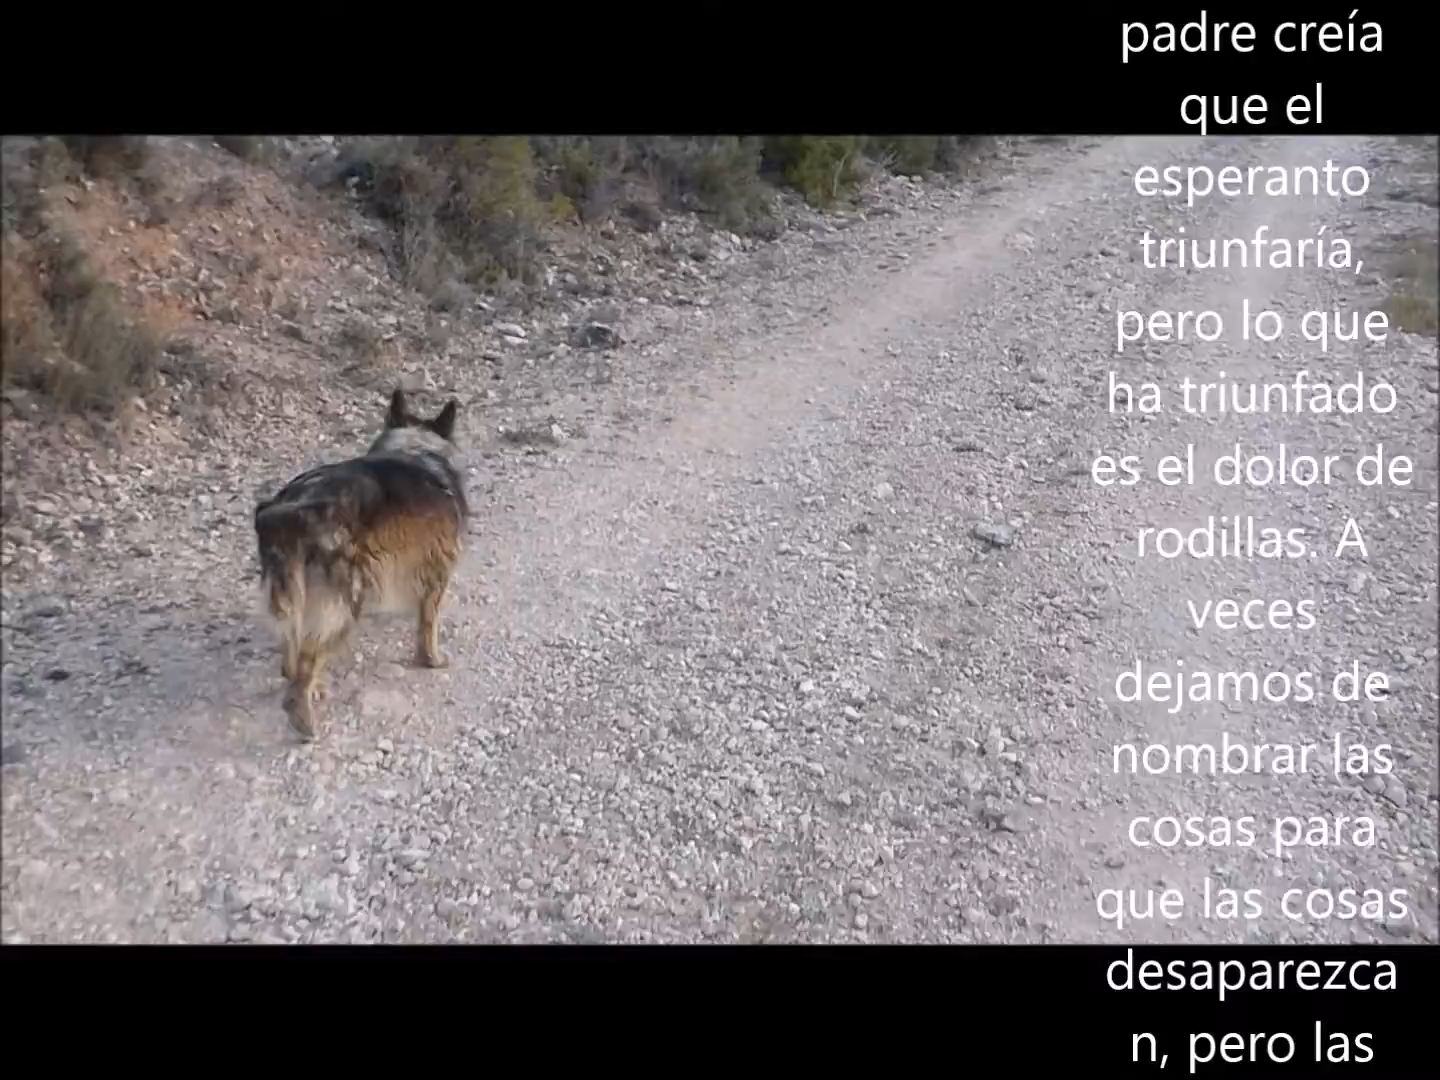 padre creía
que el
esperanto
triunfaría,
pero lo que
ha triunfado
es el dolor de
rodillas. A
veces
dejamos de
nombrar las
cosas para
que las cosas
desaparezca
n, pero las